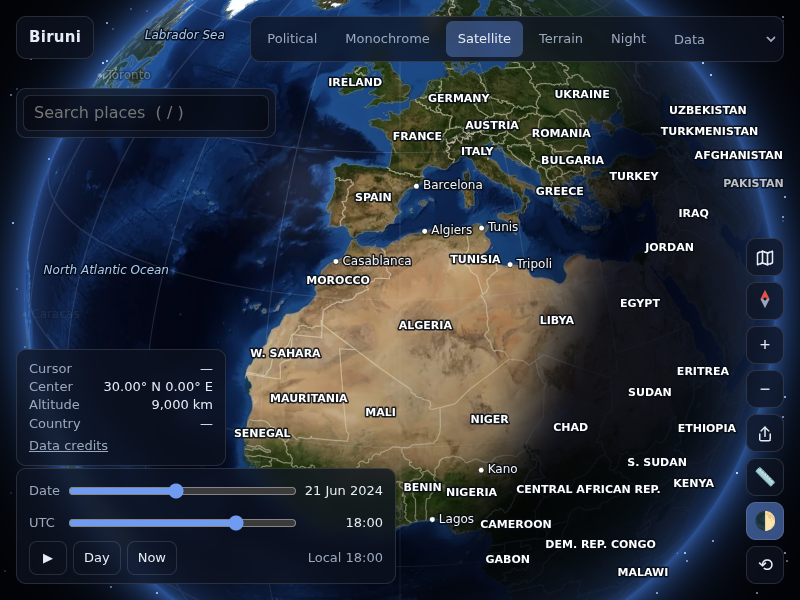 Biruni
Political
Monochrome
Satellite
Terrain
Night
Data
Search places ( / )
Labrador Sea
Toronto
IRELAND
GERMANY
UKRAINE
UZBEKISTAN
FRANCE
AUSTRIA
ROMANIA
TURKMENISTAN
ITALY
BULGARIA
AFGHANISTAN
SPAIN
Barcelona
GREECE
TURKEY
PAKISTAN
Algiers
Tunis
IRAQ
Casablanca
TUNISIA
Tripoli
JORDAN
North Atlantic Ocean
MOROCCO
EGYPT
Caracas
ALGERIA
LIBYA
W. SAHARA
ERITREA
MAURITANIA
MALI
NIGER
CHAD
SUDAN
ETHIOPIA
SENEGAL
S. SUDAN
Kano
KENYA
BENIN
NIGERIA
CENTRAL AFRICAN REP.
Lagos
CAMEROON
DEM. REP. CONGO
GABON
MALAWI
Cursor —
Center 30.00° N 0.00° E
Altitude 9,000 km
Country —
Data credits
Date 21 Jun 2024
UTC 18:00
Day
Now
Local 18:00